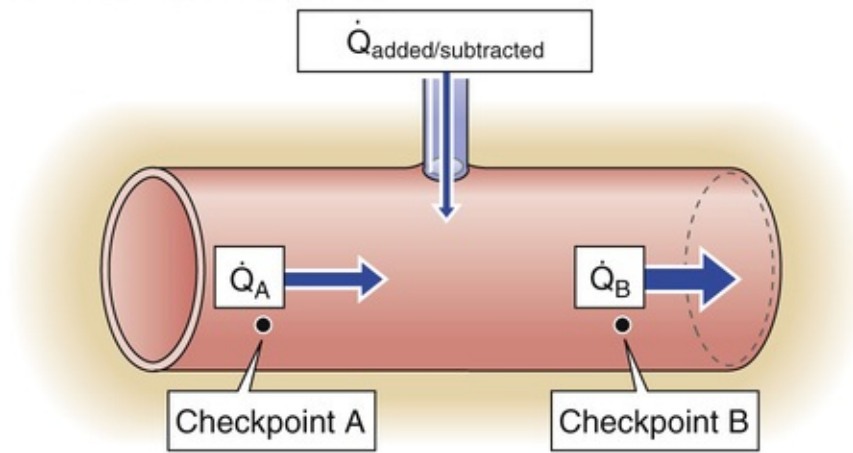 Q̇added/subtracted
Q̇A
Q̇B
Checkpoint A
Checkpoint B